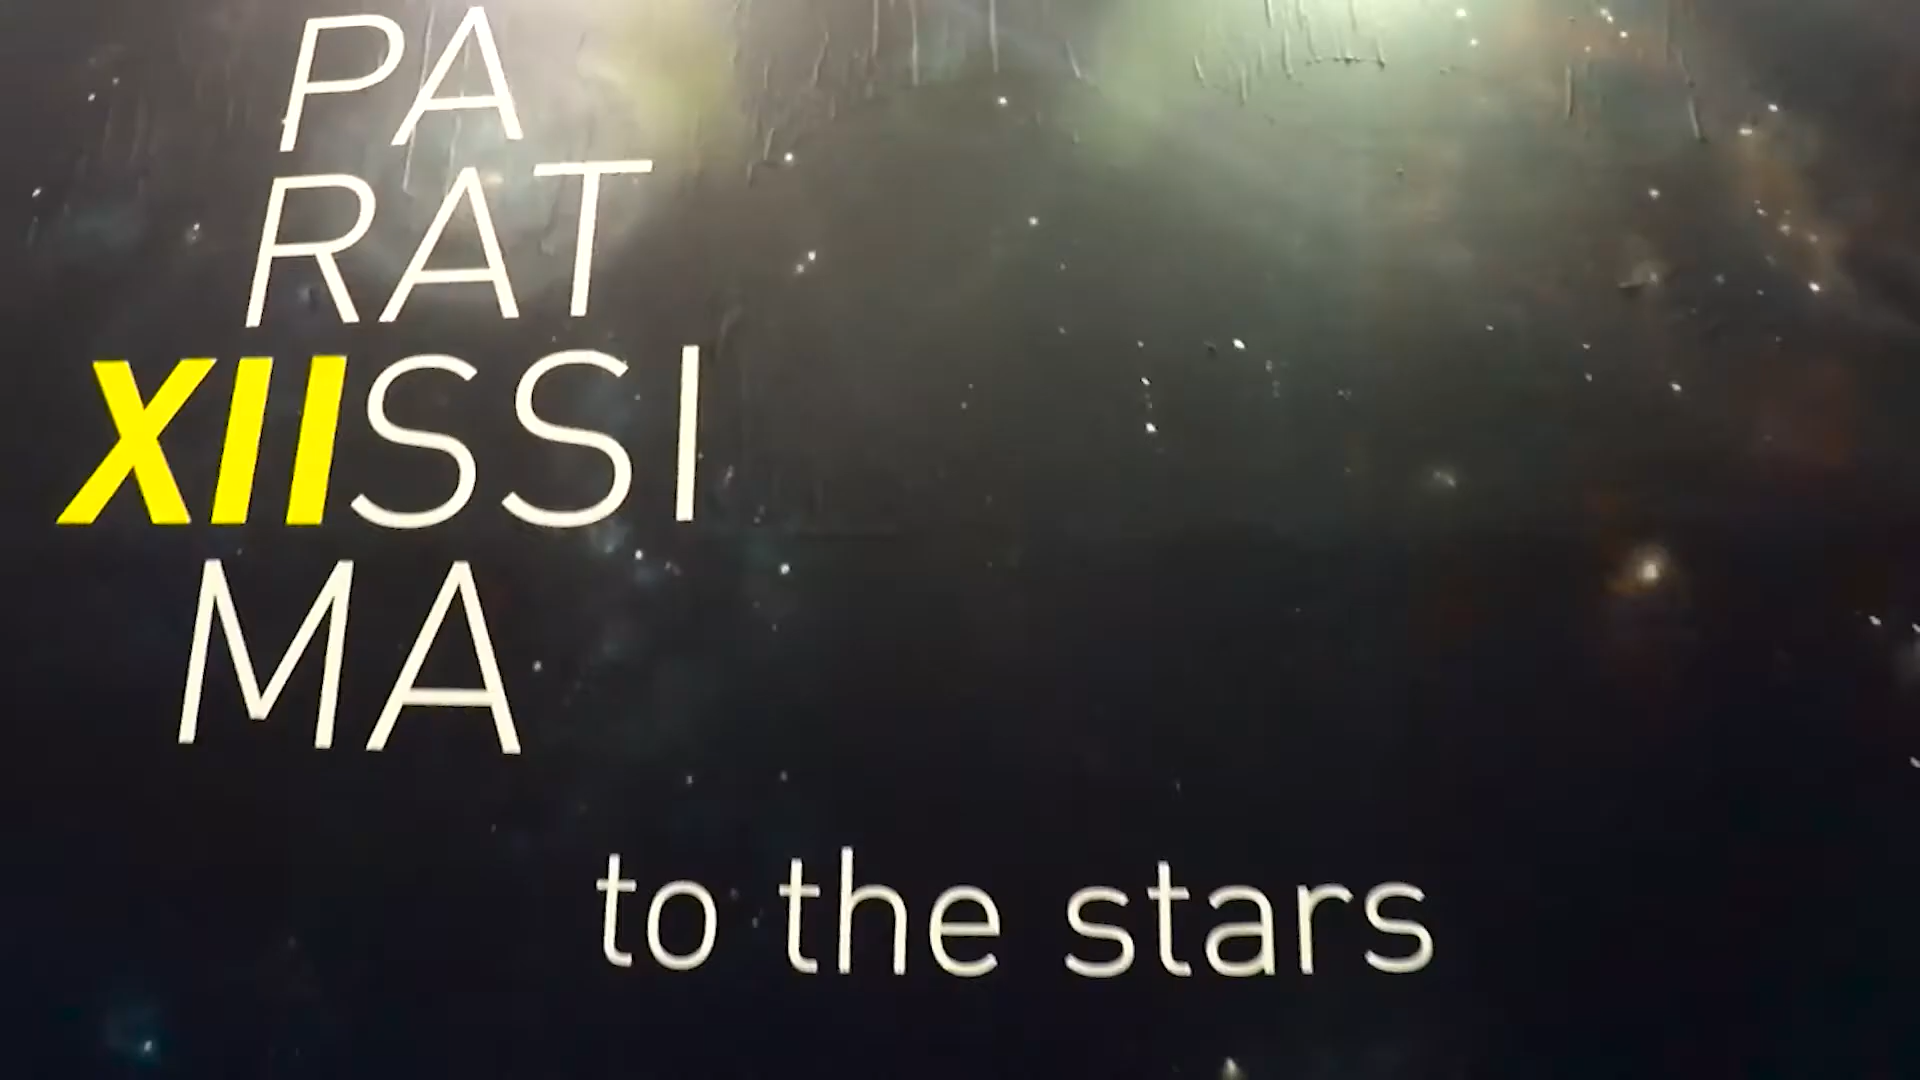 PA
RAT
XIISSI
MA
to the stars